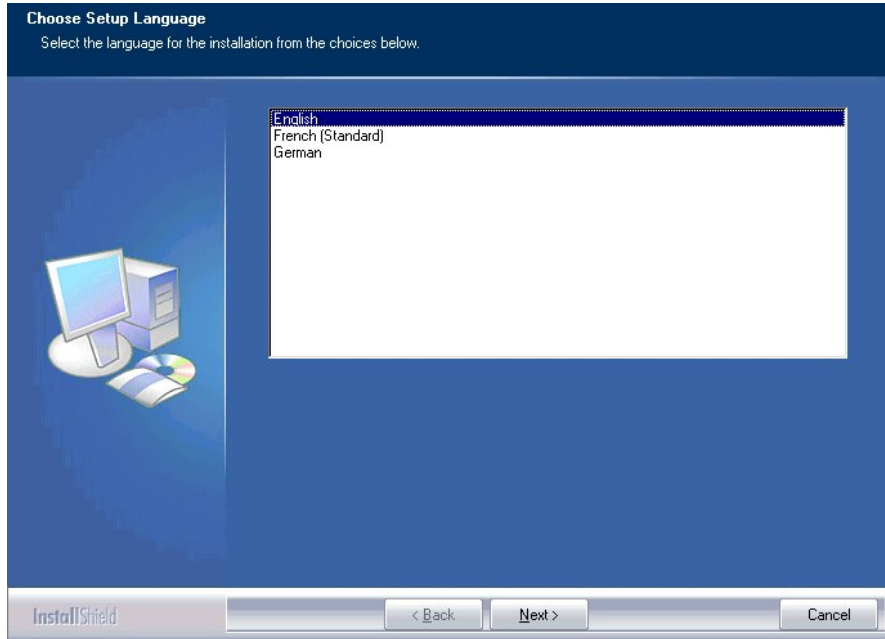 Choose Setup Language
Select the language for the installation from the choices below.
English
French (Standard)
German
InstallShield
< Back
Next >
Cancel